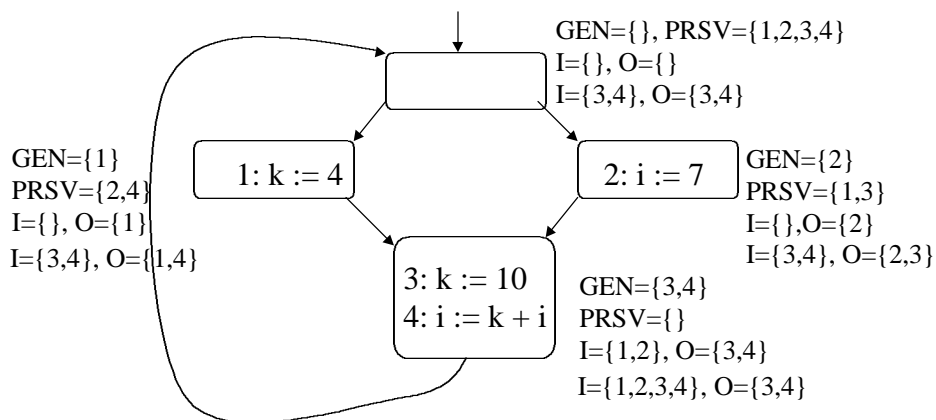 GEN={}, PRSV={1,2,3,4}
I={}, O={}
I={3,4}, O={3,4}
GEN={1}
PRSV={2,4}
I={}, O={1}
I={3,4}, O={1,4}
1: k := 4
2: i := 7
GEN={2}
PRSV={1,3}
I={},O={2}
I={3,4}, O={2,3}
3: k := 10
4: i := k + i
GEN={3,4}
PRSV={}
I={1,2}, O={3,4}
I={1,2,3,4}, O={3,4}